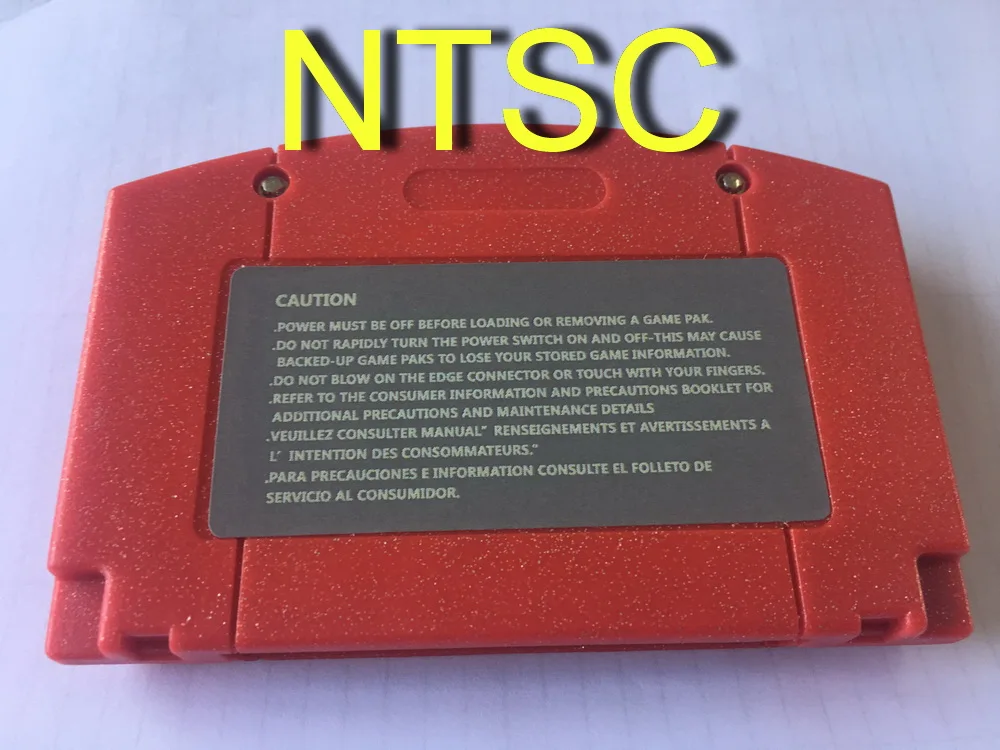 NTSC
CAUTION
.POWER MUST BE OFF BEFORE LOADING OR REMOVING A GAME PAK.
.DO NOT RAPIDLY TURN THE POWER SWITCH ON AND OFF-THIS MAY CAUSE
BACKED-UP GAME PAKS TO LOSE YOUR STORED GAME INFORMATION.
.DO NOT BLOW ON THE EDGE CONNECTOR OR TOUCH WITH YOUR FINGERS.
.REFER TO THE CONSUMER INFORMATION AND PRECAUTIONS BOOKLET FOR
ADDITIONAL PRECAUTIONS AND MAINTENANCE DETAILS
.VEUILLEZ CONSULTER MANUAL" RENSEIGNEMENTS ET AVERTISSEMENTS A
L' INTENTION DES CONSOMMATEURS."
.PARA PRECAUCIONES E INFORMATION CONSULTE EL FOLLETO DE
SERVICIO AL CONSUMIDOR.